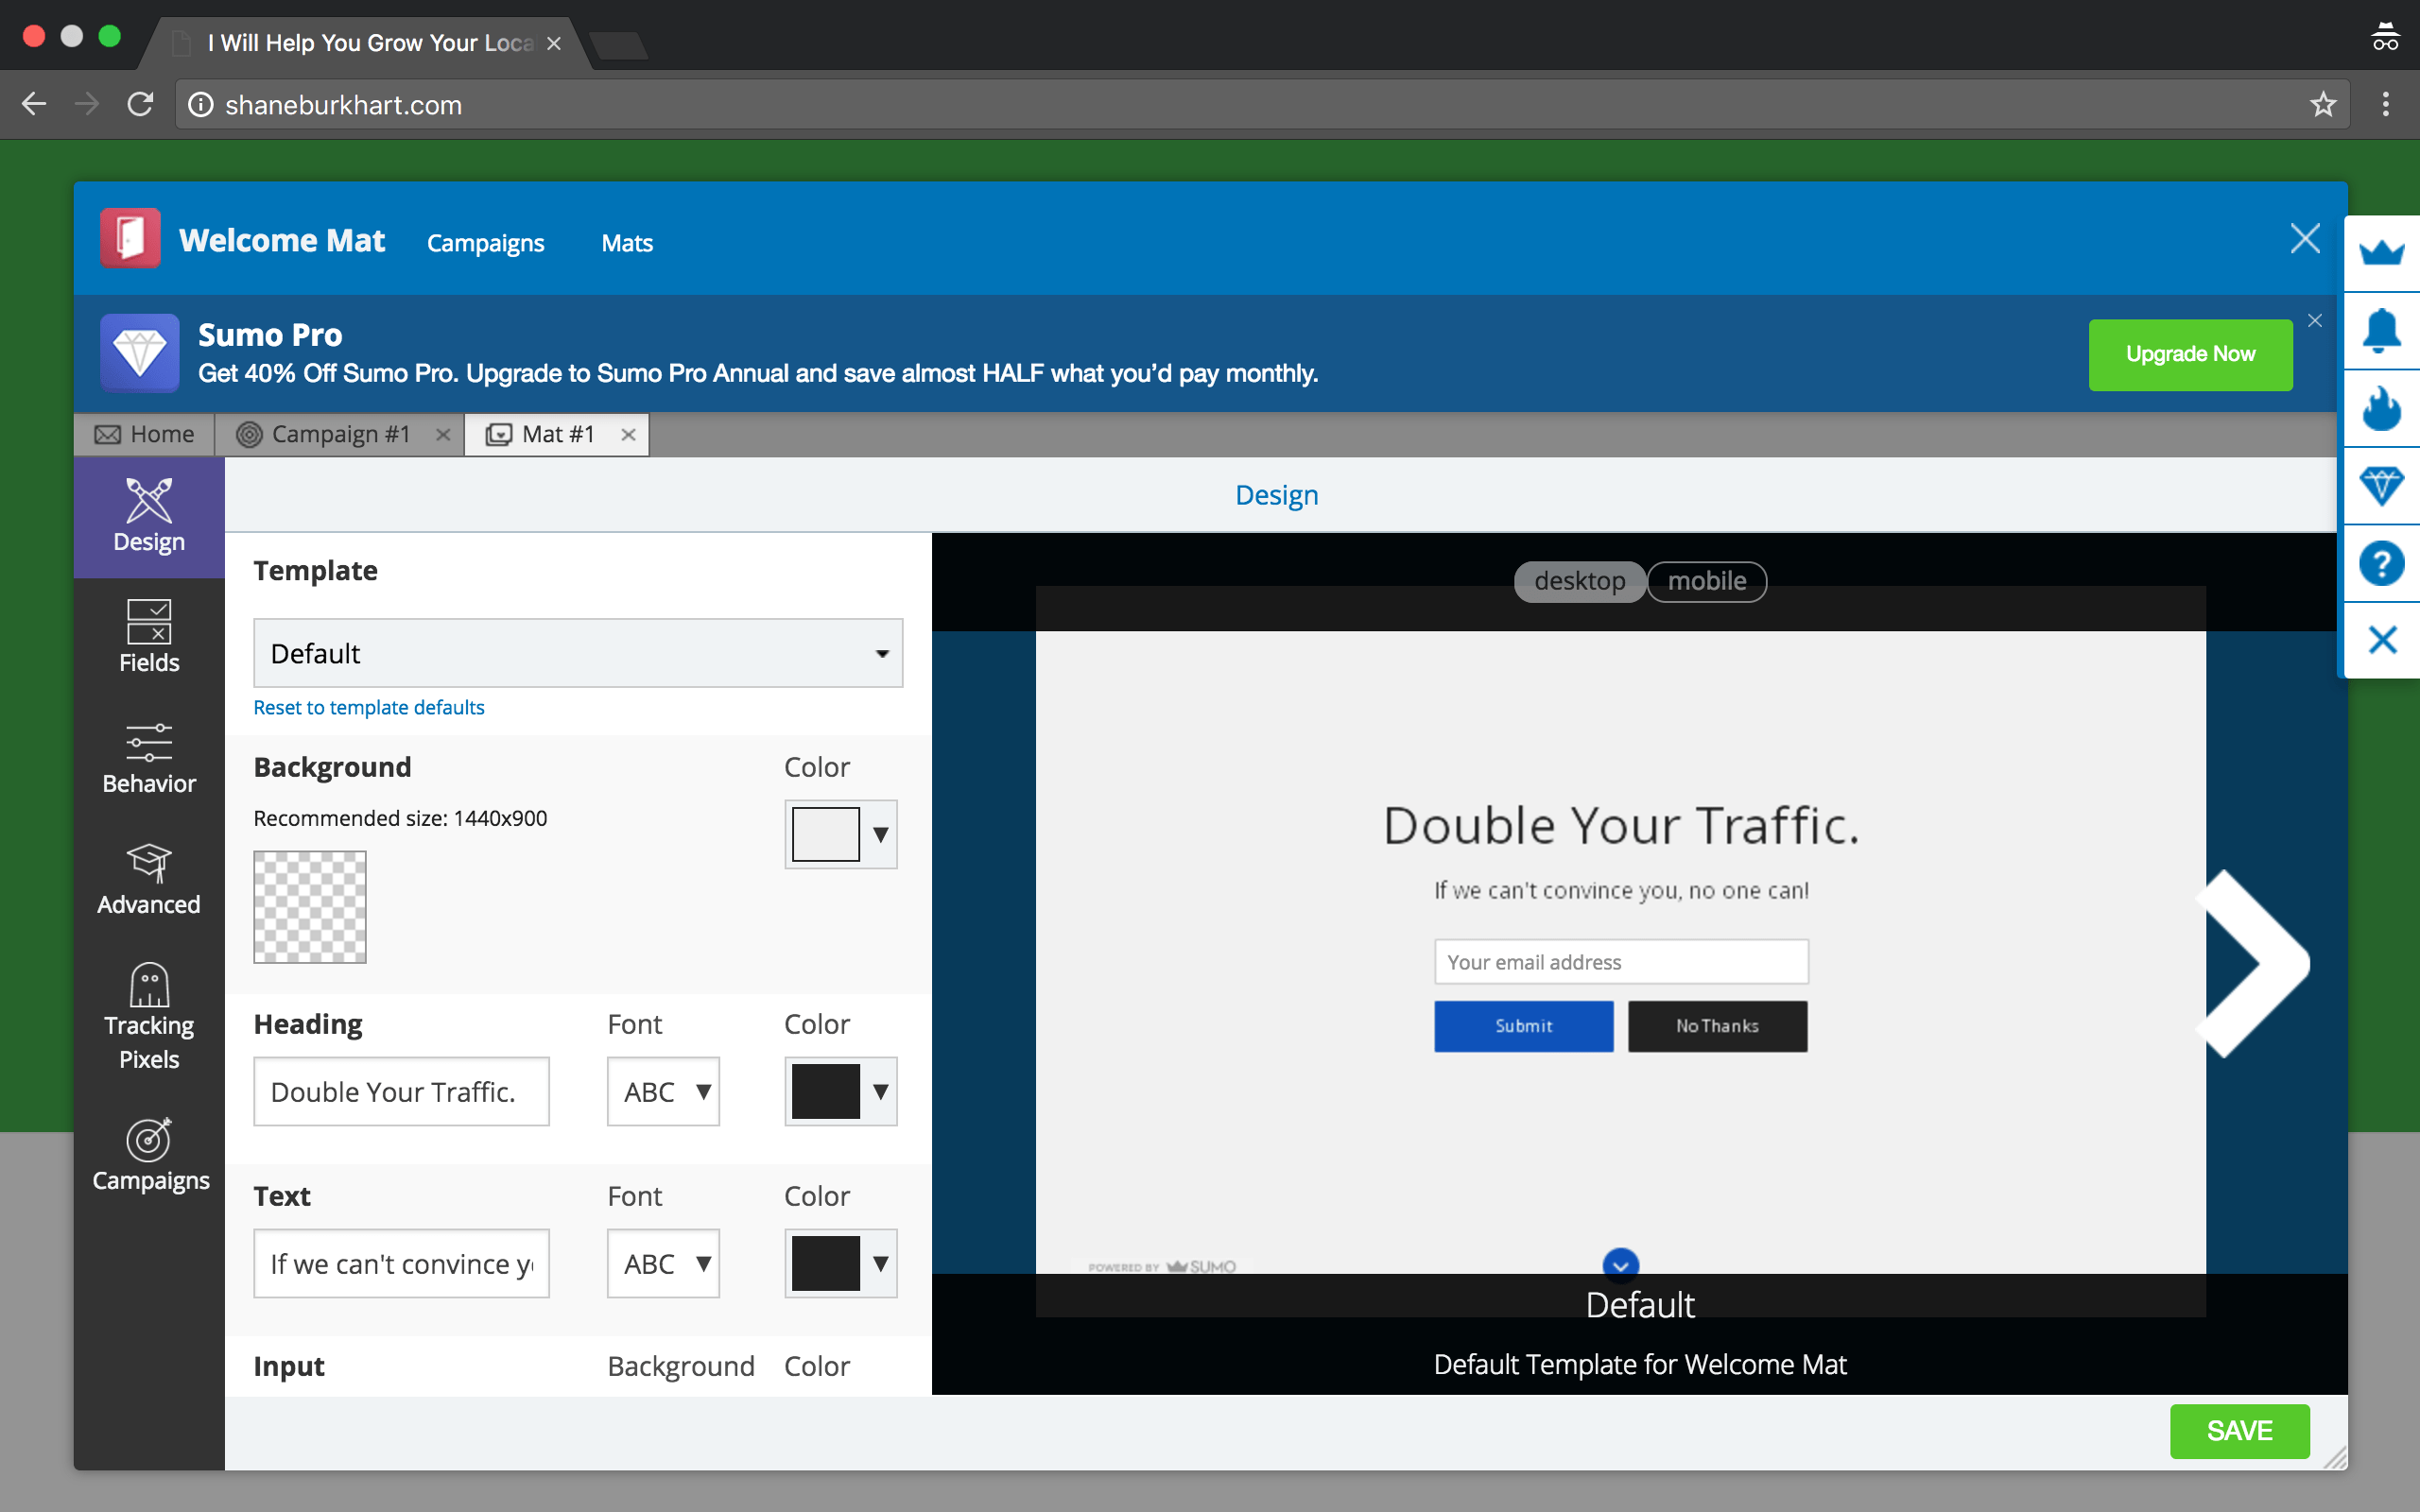 I Will Help You Grow Your Loca
shaneburkhart.com
Welcome Mat
Campaigns
Mats
Sumo Pro
Get 40% Off Sumo Pro. Upgrade to Sumo Pro Annual and save almost HALF what you’d pay monthly.
Upgrade Now
Home
Campaign #1
Mat #1
Design
Fields
Behavior
Advanced
Tracking
Pixels
Campaigns
Design
Template
Default
Reset to template defaults
Background
Color
Recommended size: 1440x900
Heading
Font
Color
Double Your Traffic.
ABC
Text
Font
Color
If we can't convince y
ABC
Input
Background
Color
desktop
mobile
Double Your Traffic.
If we can't convince you, no one can!
Your email address
Submit
No Thanks
POWERED BY SUMO
Default
Default Template for Welcome Mat
SAVE